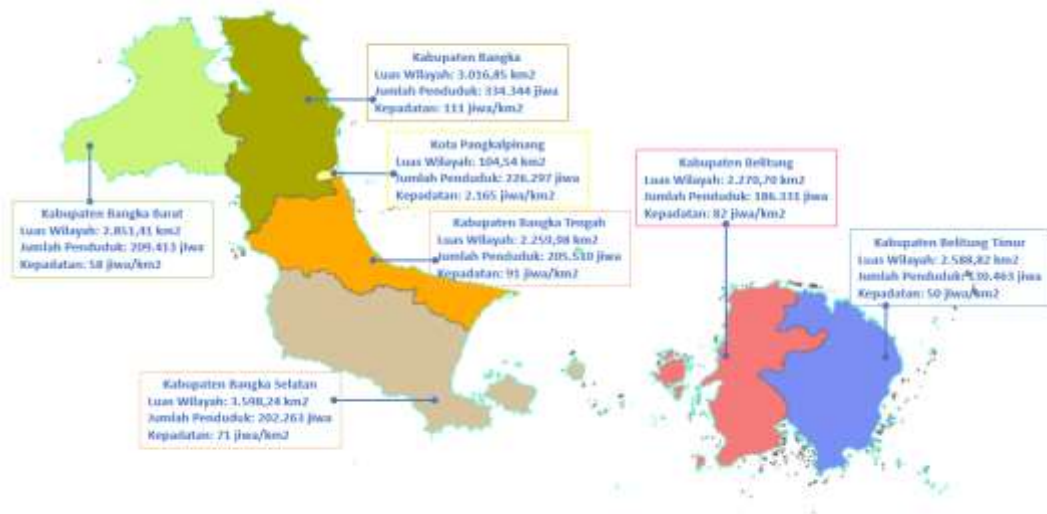 Kabupaten Bangka
Luas Wilayah: 3.016,85 km2
Jumlah Penduduk: 334.344 jiwa
Kepadatan: 111 jiwa/km2
Kota Pangkalpinang
Luas Wilayah: 104,54 km2
Jumlah Penduduk: 226.297 jiwa
Kepadatan: 2.165 jiwa/km2
Kabupaten Belitung
Luas Wilayah: 2.270,70 km2
Jumlah Penduduk: 186.331 jiwa
Kepadatan: 82 jiwa/km2
Kabupaten Bangka Barat
Luas Wilayah: 2.851,41 km2
Jumlah Penduduk: 209.413 jiwa
Kepadatan: 58 jiwa/km2
Kabupaten Bangka Tengah
Luas Wilayah: 2.259,98 km2
Jumlah Penduduk: 205.510 jiwa
Kepadatan: 91 jiwa/km2
Kabupaten Belitung Timur
Luas Wilayah: 2.588,82 km2
Jumlah Penduduk: jiwa
Kepadatan: 50 jiwa/km2
Kabupaten Bangka Selatan
Luas Wilayah: 3.598,24 km2
Jumlah Penduduk: 202.263 jiwa
Kepadatan: 71 jiwa/km2